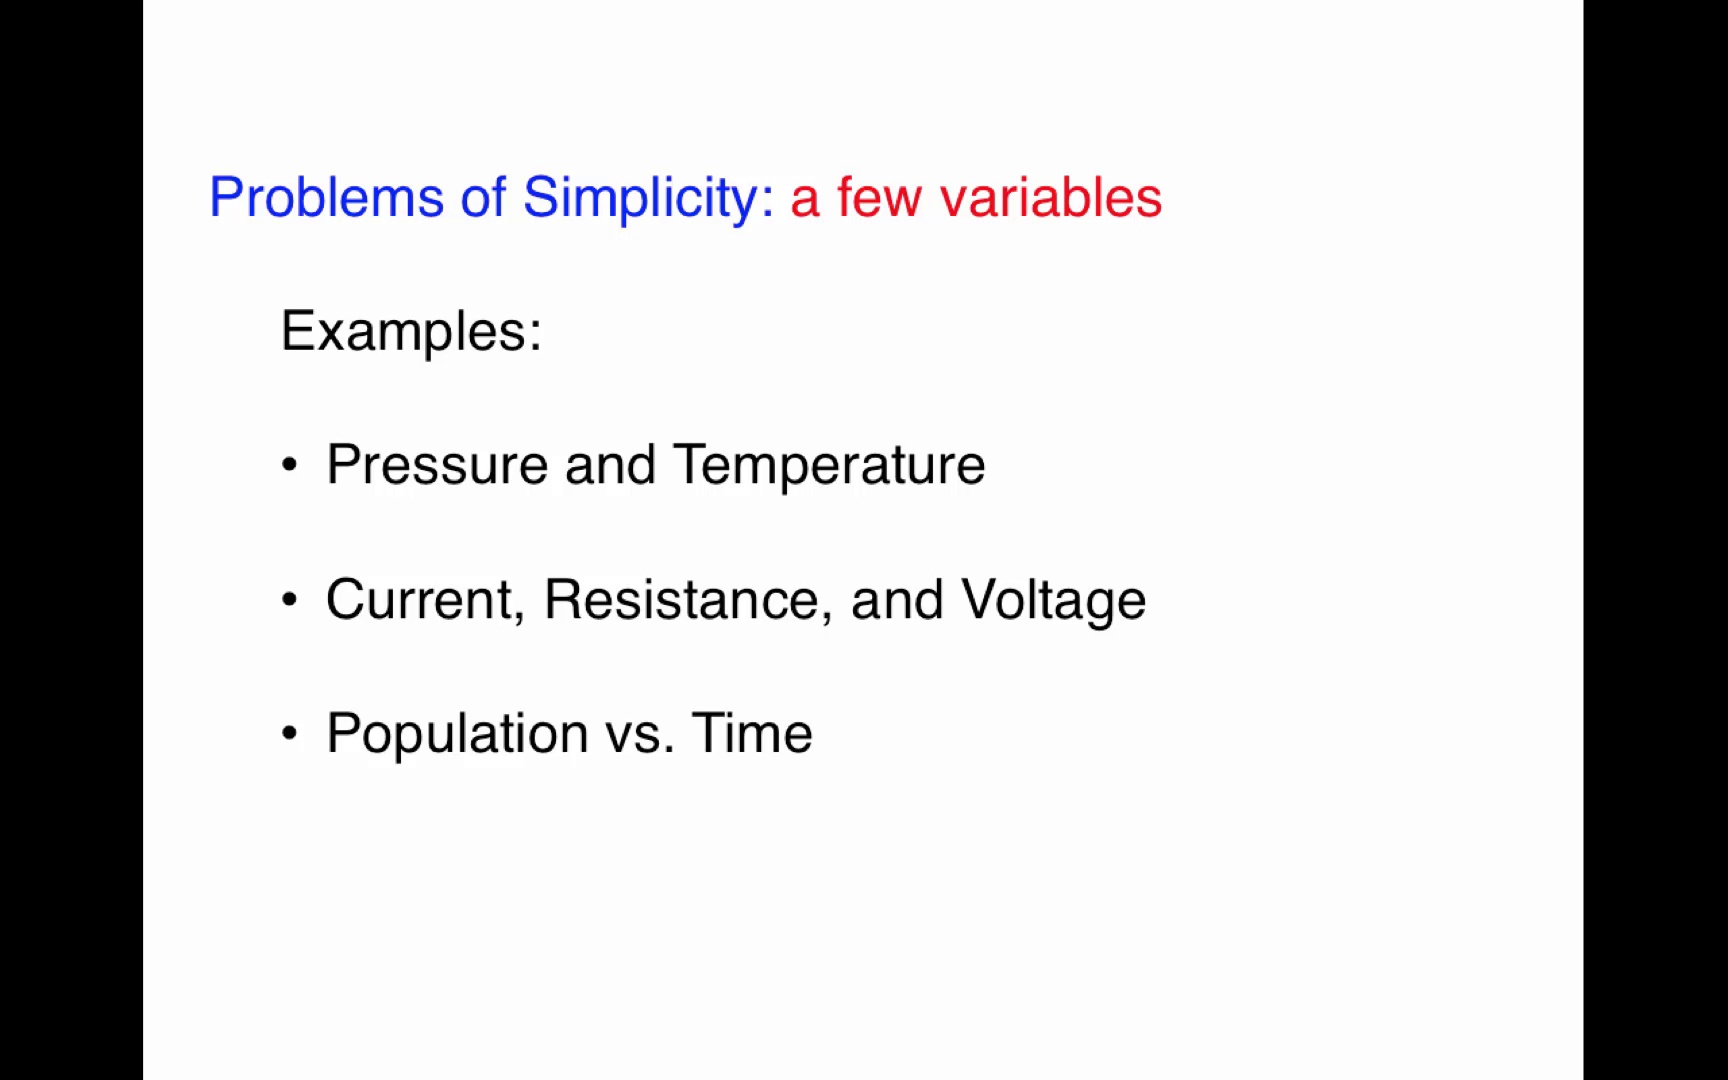 Problems of Simplicity: a few variables
Examples:
• Pressure and Temperature
• Current, Resistance, and Voltage
• Population vs. Time